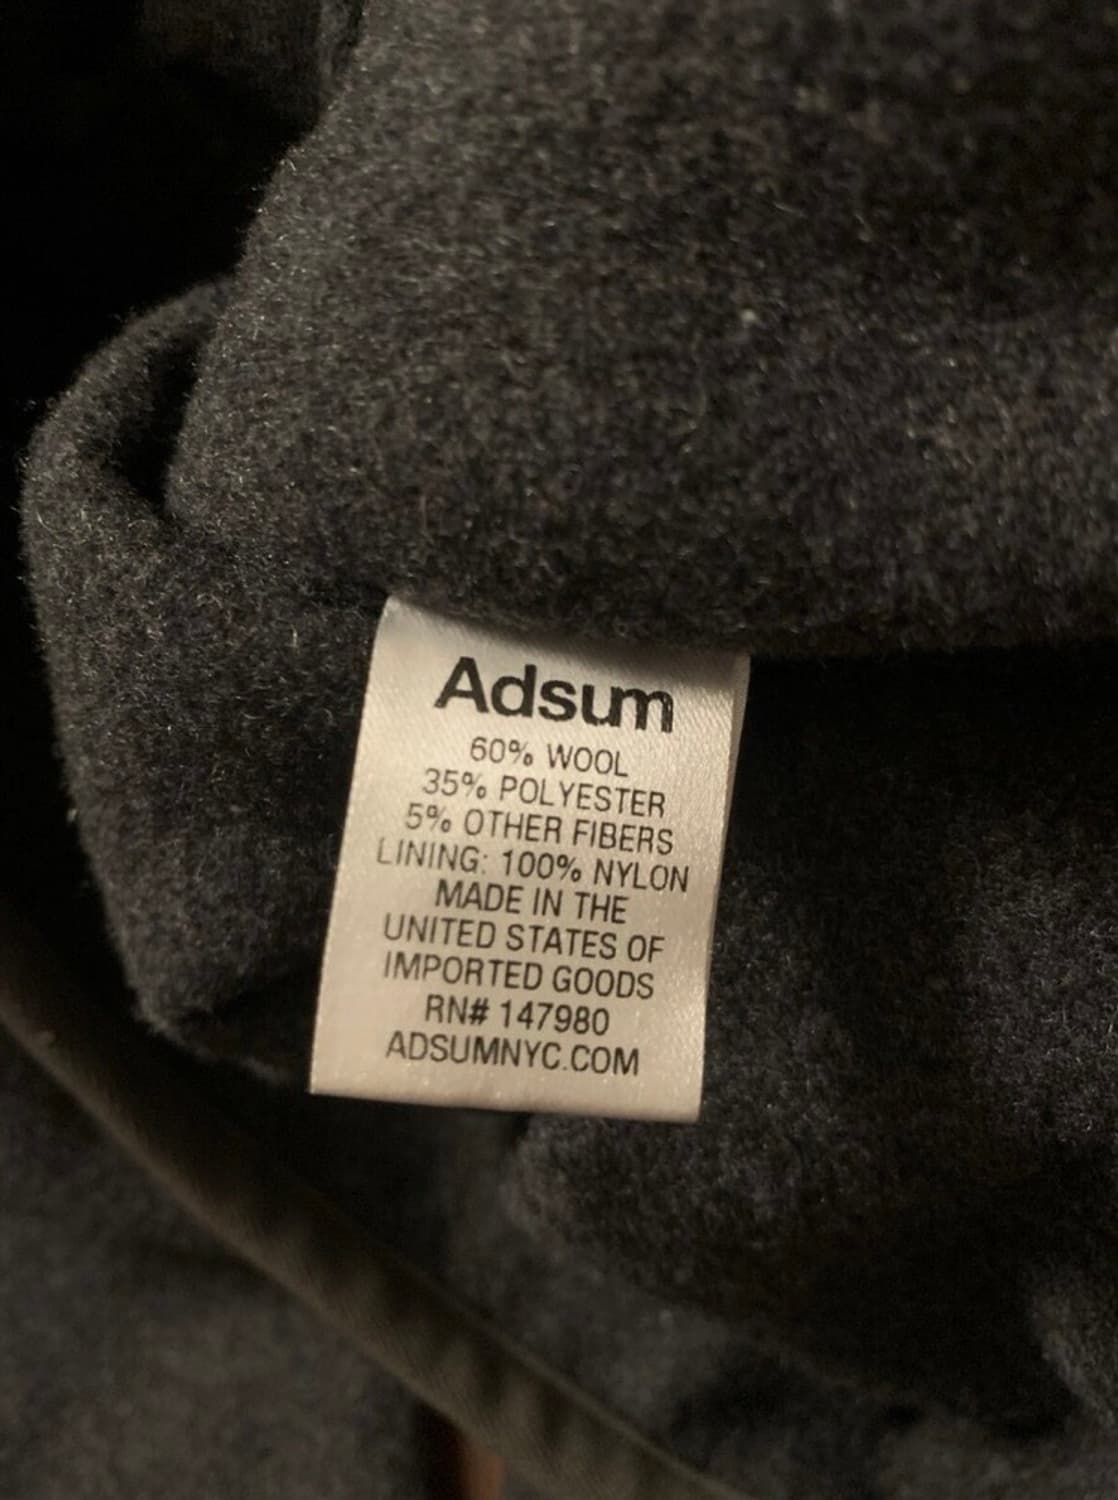 Adsum
60% WOOL
35% POLYESTER
5% OTHER FIBERS
LINING: 100% NYLON
MADE IN THE
UNITED STATES OF
IMPORTED GOODS
RN# 147980
ADSUMNYC.COM